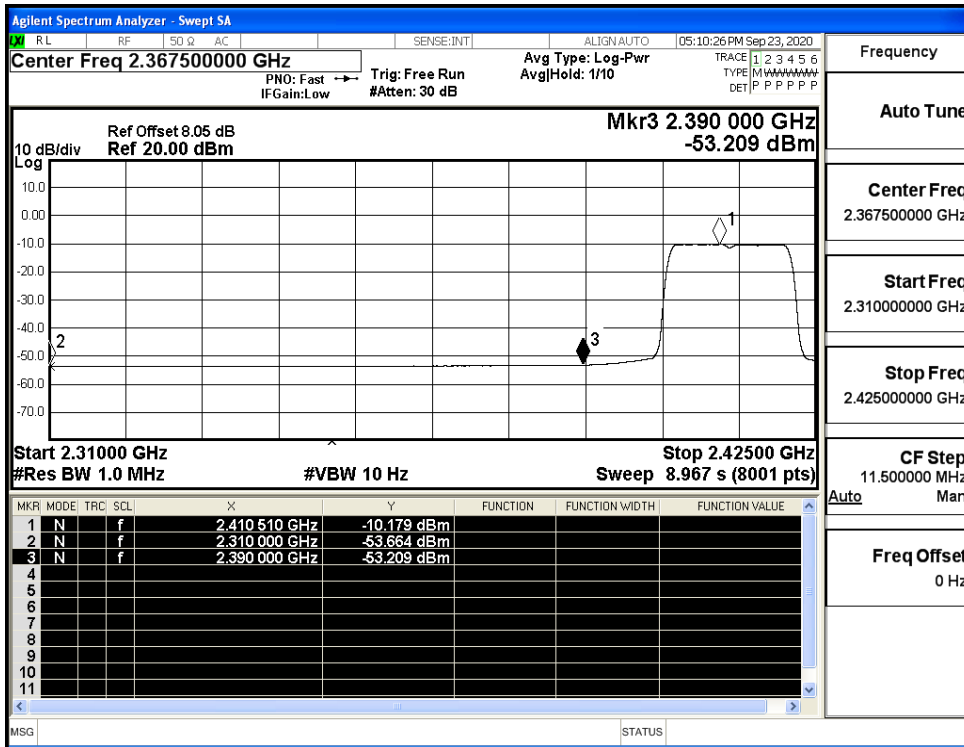 Agilent Spectrum Analyzer - Swept SA
LXI RL RF 50 Ω AC SENSE:INT ALIGN AUTO 05:10:26 PM Sep 23, 2020
Center Freq 2.367500000 GHz
PNO: Fast
IFGain:Low
Trig: Free Run
#Atten: 30 dB
Avg Type: Log-Pwr
Avg|Hold: 1/10
TRACE 1 2 3 4 5 6
TYPE M WWWWW
DET P P P P P P
Mkr3 2.390 000 GHz
-53.209 dBm
Ref Offset 8.05 dB
10 dB/div Ref 20.00 dBm
Log
10.0
0.00
-10.0
-20.0
-30.0
-40.0
-50.0
-60.0
-70.0
1
2
3
Start 2.31000 GHz Stop 2.42500 GHz
#Res BW 1.0 MHz #VBW 10 Hz Sweep 8.967 s (8001 pts)
MKR MODE TRC SCL X Y FUNCTION FUNCTION WIDTH FUNCTION VALUE
1 N f 2.410 510 GHz -10.179 dBm
2 N f 2.310 000 GHz -53.664 dBm
3 N f 2.390 000 GHz -53.209 dBm
4
5
6
7
8
9
10
11
MSG STATUS
Frequency
Auto Tune
Center Freq
2.367500000 GHz
Start Freq
2.310000000 GHz
Stop Freq
2.425000000 GHz
CF Step
11.500000 MHz
Auto Man
Freq Offset
0 Hz